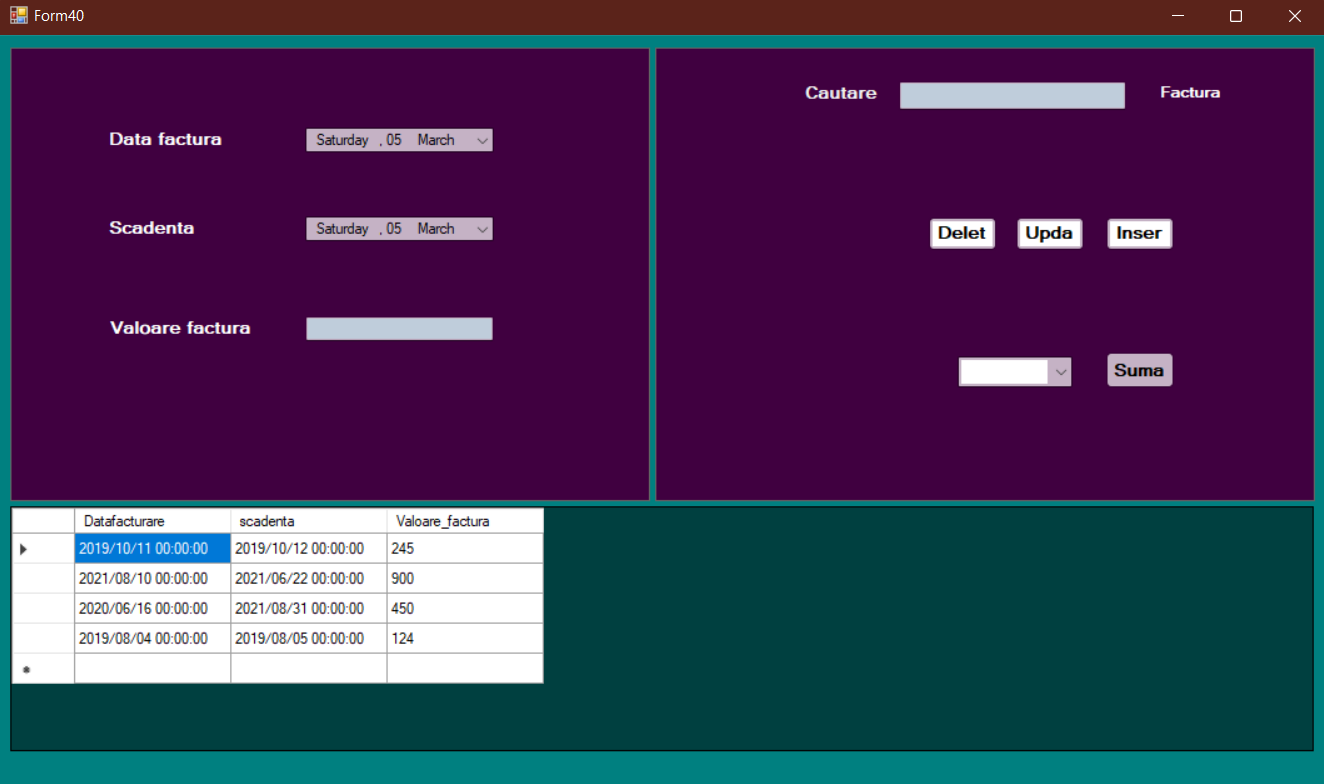 Form40
Data factura
Saturday , 05 March
Scadenta
Saturday , 05 March
Valoare factura
Cautare
Factura
Delet Upda Inser
Suma
Datafacturare scadenta Valoare_factura
2019/10/11 00:00:00 2019/10/12 00:00:00 245
2021/08/10 00:00:00 2021/06/22 00:00:00 900
2020/06/16 00:00:00 2021/08/31 00:00:00 450
2019/08/04 00:00:00 2019/08/05 00:00:00 124